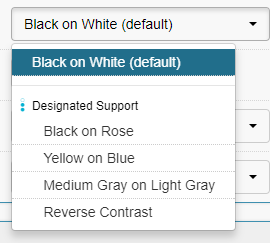 Black on White (default)
Black on White (default)
Designated Support
Black on Rose
Yellow on Blue
Medium Gray on Light Gray
Reverse Contrast